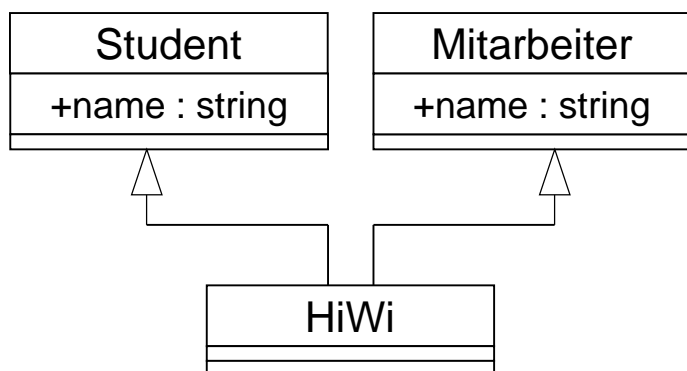 Student
+name : string
Mitarbeiter
+name : string
HiWi